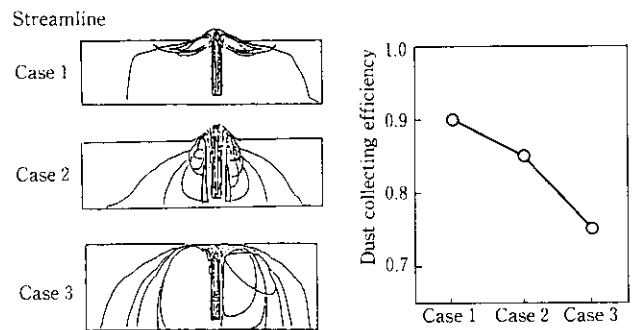 Streamline
Case 1
Case 2
Case 3
Dust collecting efficiency
1.0
0.9
0.8
0.7
Case 1 Case 2 Case 3